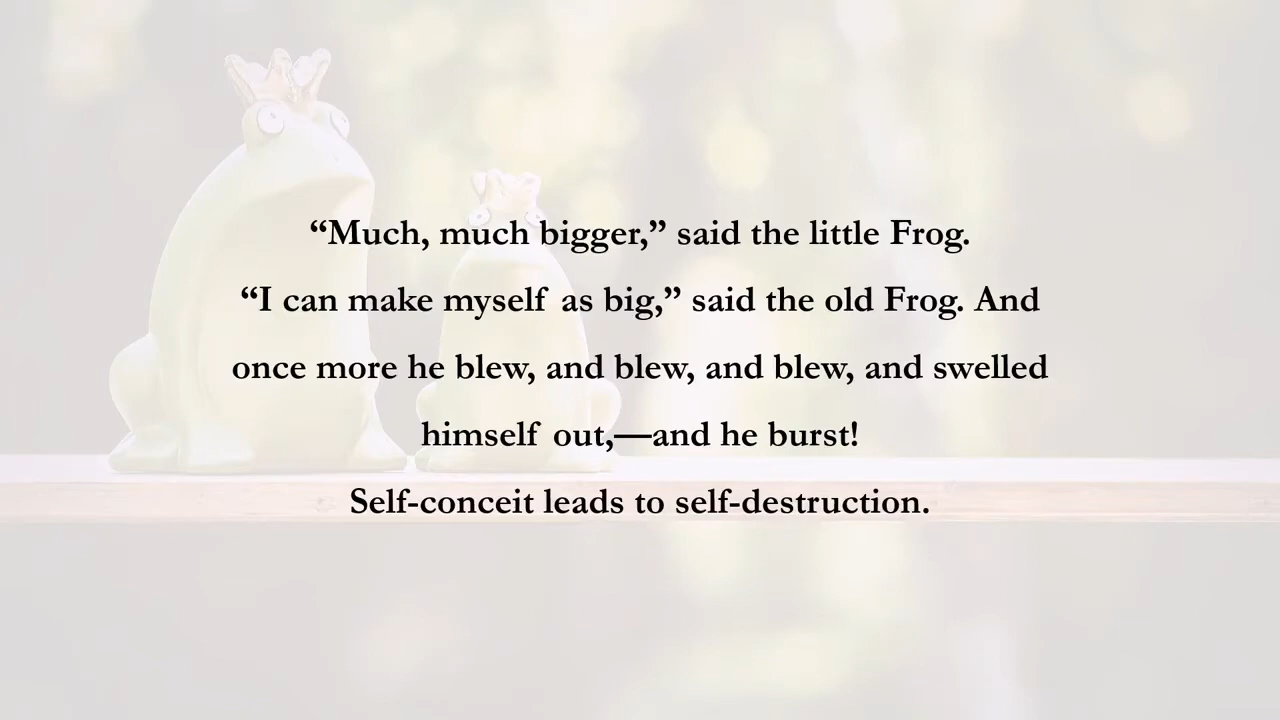 “Much, much bigger,” said the little Frog.
“I can make myself as big,” said the old Frog. And
once more he blew, and blew, and blew, and swelled
himself out,—and he burst!
Self-conceit leads to self-destruction.